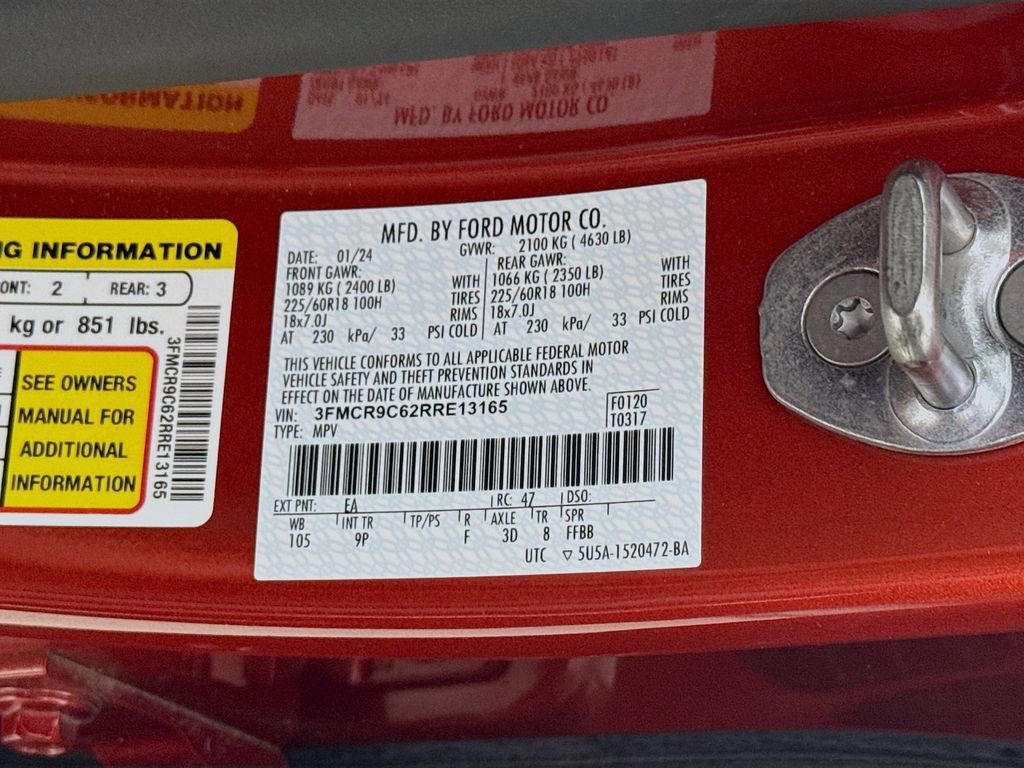 MFD. BY FORD MOTOR CO.
NG INFORMATION
ONT: 2 REAR: 3
kg or 851 lbs.
SEE OWNERS
MANUAL FOR
ADDITIONAL
INFORMATION
3FMCR9C62RRE13165
MFD. BY FORD MOTOR CO.
DATE: 01/24 GVWR: 2100 KG ( 4630 LB)
FRONT GAWR: REAR GAWR:
1089 KG ( 2400 LB) WITH 1066 KG ( 2350 LB) WITH
225/60R18 100H TIRES 225/60R18 100H TIRES
18x7.0J RIMS 18x7.0J RIMS
AT 230 kPa/ 33 PSI COLD AT 230 kPa/ 33 PSI COLD
THIS VEHICLE CONFORMS TO ALL APPLICABLE FEDERAL MOTOR
VEHICLE SAFETY AND THEFT PREVENTION STANDARDS IN
EFFECT ON THE DATE OF MANUFACTURE SHOWN ABOVE.
VIN: 3FMCR9C62RRE13165 F0120
TYPE: MPV T0317
EXT PNT: EA RC: 47 DSO:
WB INT TR TP/PS R AXLE TR SPR
105 9P F 3D 8 FFBB
UTC ▽ 5U5A-1520472-BA